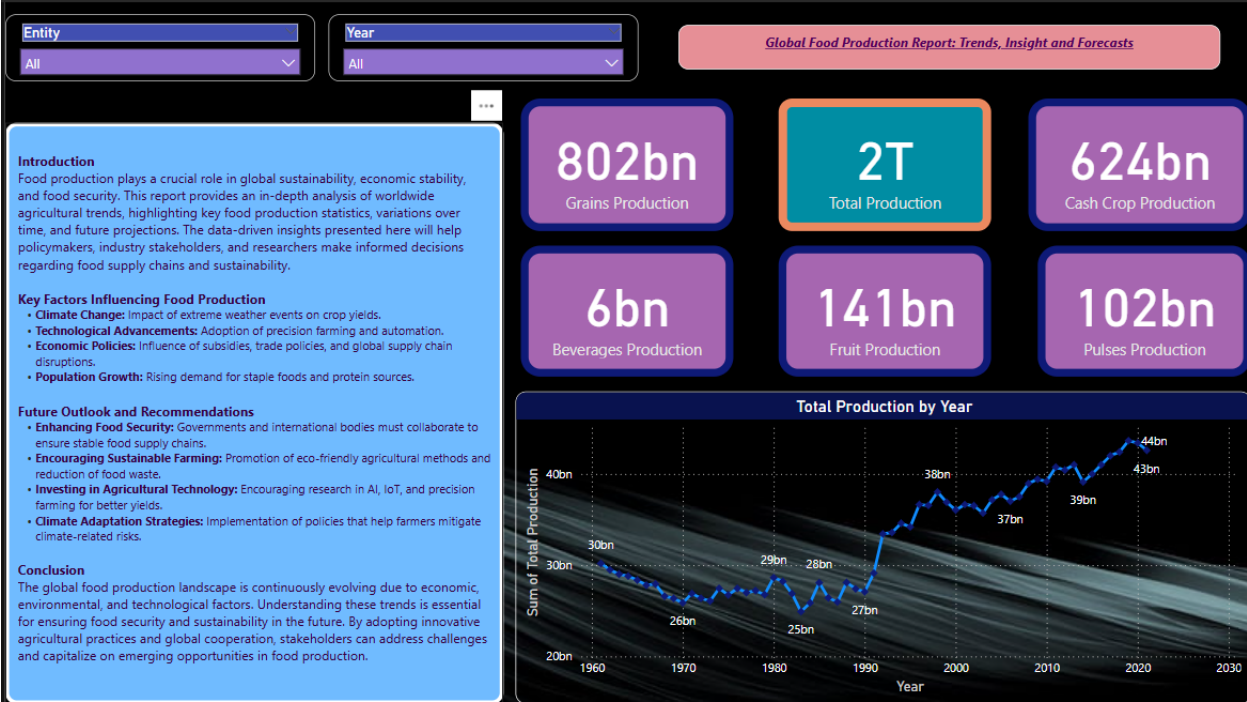 Entity
All
Year
All
Global Food Production Report: Trends, Insight and Forecasts
...
Introduction
Food production plays a crucial role in global sustainability, economic stability,
and food security. This report provides an in-depth analysis of worldwide
agricultural trends, highlighting key food production statistics, variations over
time, and future projections. The data-driven insights presented here will help
policymakers, industry stakeholders, and researchers make informed decisions
regarding food supply chains and sustainability.
Key Factors Influencing Food Production
• Climate Change: Impact of extreme weather events on crop yields.
• Technological Advancements: Adoption of precision farming and automation.
• Economic Policies: Influence of subsidies, trade policies, and global supply chain
disruptions.
• Population Growth: Rising demand for staple foods and protein sources.
Future Outlook and Recommendations
• Enhancing Food Security: Governments and international bodies must collaborate to
ensure stable food supply chains.
• Encouraging Sustainable Farming: Promotion of eco-friendly agricultural methods and
reduction of food waste.
• Investing in Agricultural Technology: Encouraging research in AI, IoT, and precision
farming for better yields.
• Climate Adaptation Strategies: Implementation of policies that help farmers mitigate
climate-related risks.
Conclusion
The global food production landscape is continuously evolving due to economic,
environmental, and technological factors. Understanding these trends is essential
for ensuring food security and sustainability in the future. By adopting innovative
agricultural practices and global cooperation, stakeholders can address challenges
and capitalize on emerging opportunities in food production.
802bn
Grains Production
2T
Total Production
624bn
Cash Crop Production
6bn
Beverages Production
141bn
Fruit Production
102bn
Pulses Production
Total Production by Year
Sum of Total Production
40bn
30bn
20bn
30bn
26bn
29bn
25bn
28bn
27bn
38bn
37bn
39bn
44bn
43bn
1960
1970
1980
1990
2000
2010
2020
2030
Year